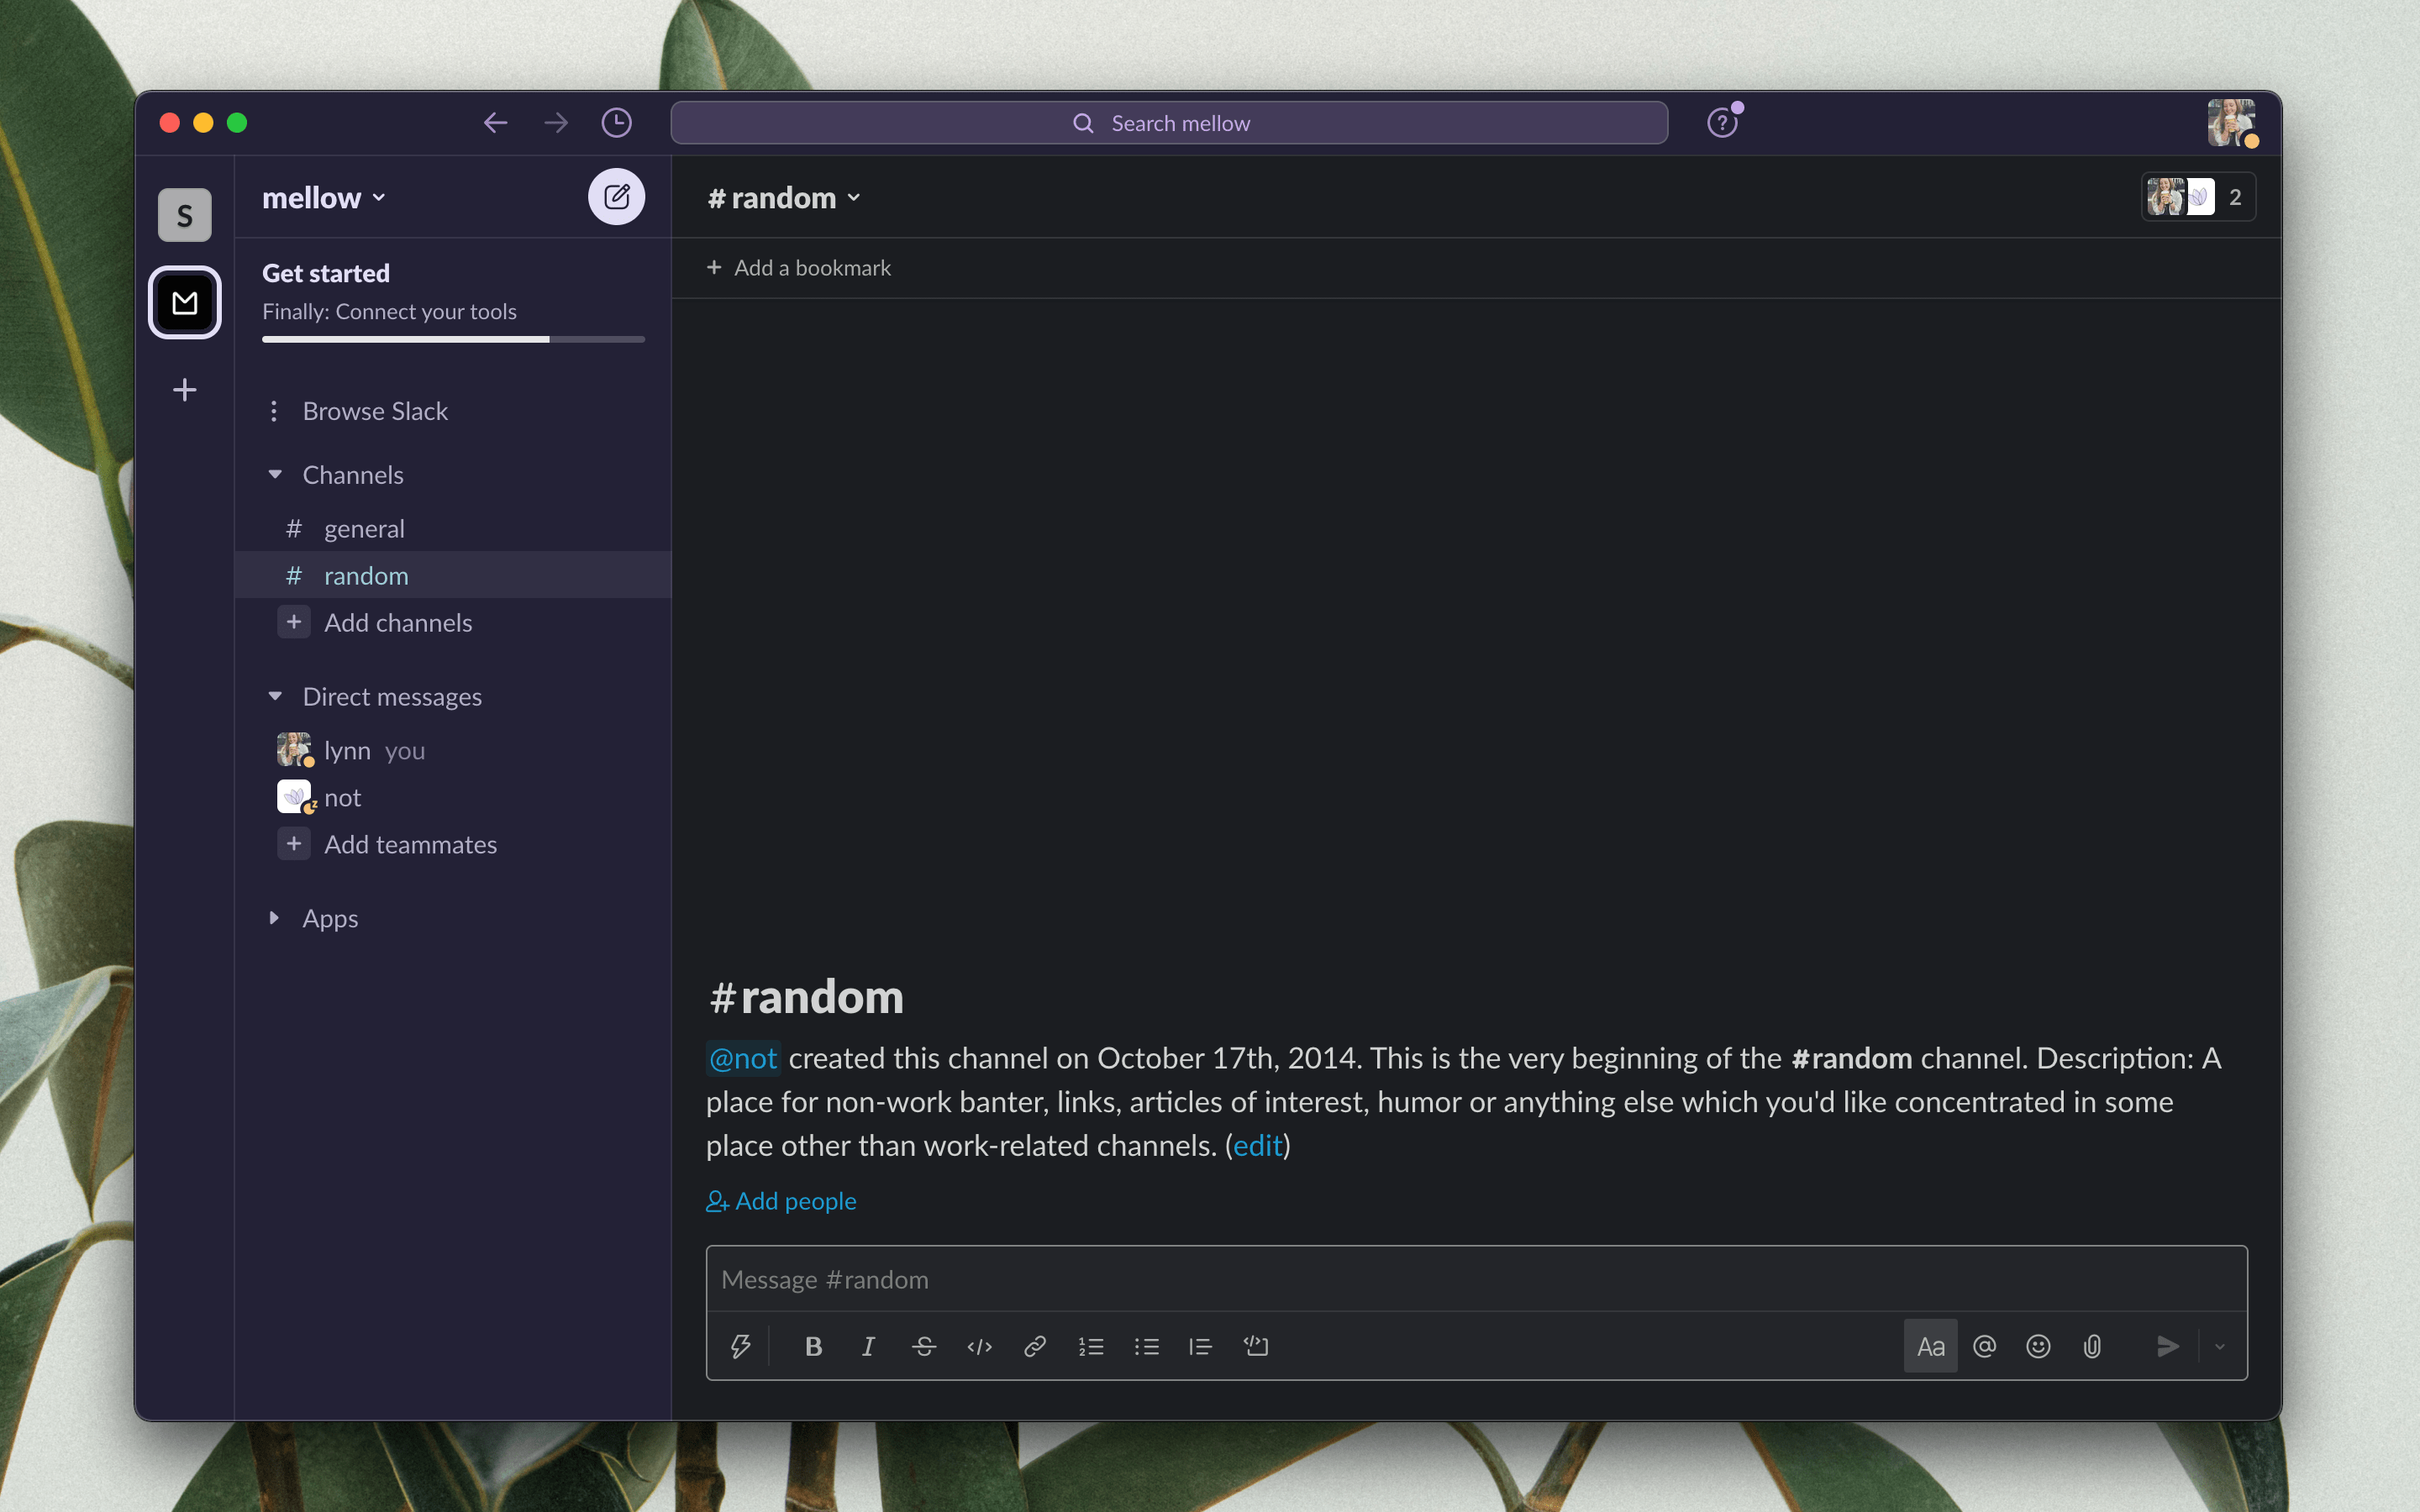 Search mellow
S
mellow
Get started
Finally: Connect your tools
Browse Slack
Channels
# general
# random
+ Add channels
Direct messages
lynn you
not
+ Add teammates
Apps
# random
2
+ Add a bookmark
#random
@not created this channel on October 17th, 2014. This is the very beginning of the #random channel. Description: A
place for non-work banter, links, articles of interest, humor or anything else which you'd like concentrated in some
place other than work-related channels. (edit)
Add people
Message #random
B I S </> Aa @